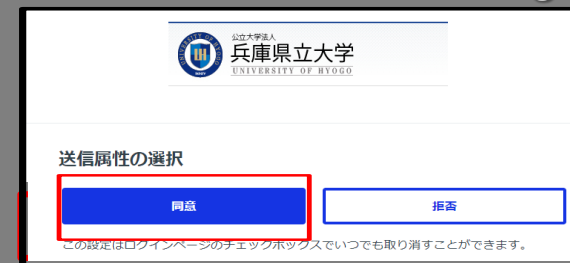 公立大学法人
兵庫県立大学
UNIVERSITY OF HYOGO
送信属性の選択
同意
拒否
この設定はログインページのチェックボックスでいつでも取り消すことができます。